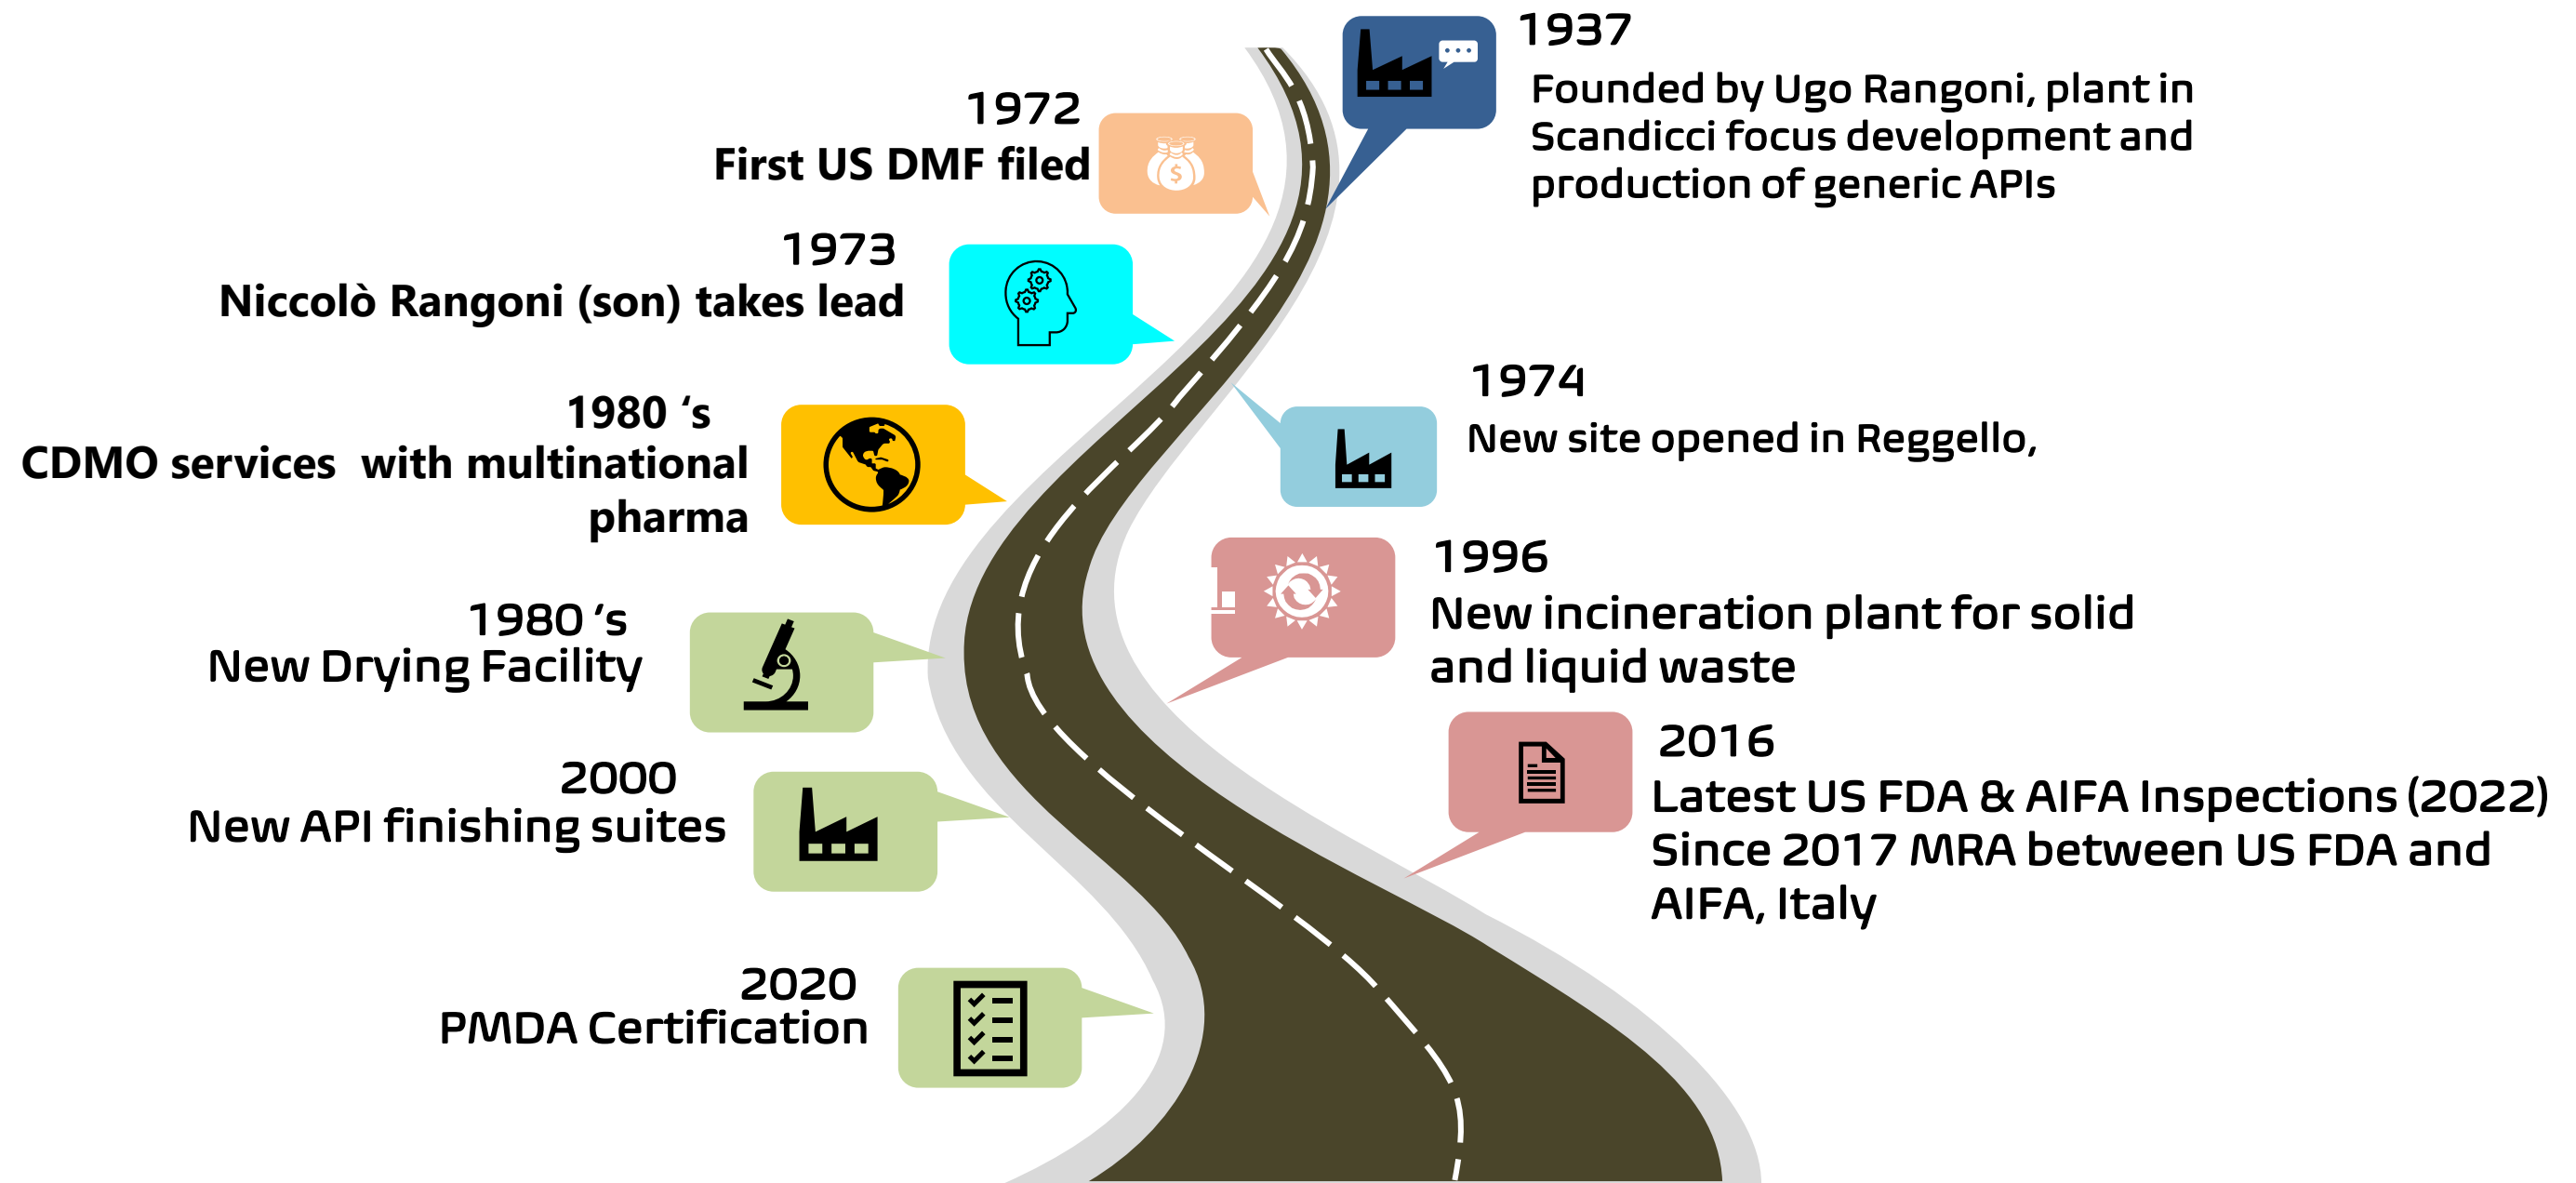 1937
Founded by Ugo Rangoni, plant in
Scandicci focus development and
production of generic APIs
1972
First US DMF filed
1973
Niccolò Rangoni (son) takes lead
1974
New site opened in Reggello,
1980 ‘s
CDMO services  with multinational
pharma
1996
New incineration plant for solid
and liquid waste
1980 ‘s
New Drying Facility
2016
Latest US FDA & AIFA Inspections (2022)
Since 2017 MRA between US FDA and
AIFA, Italy
2000
New API finishing suites
2020
PMDA Certification